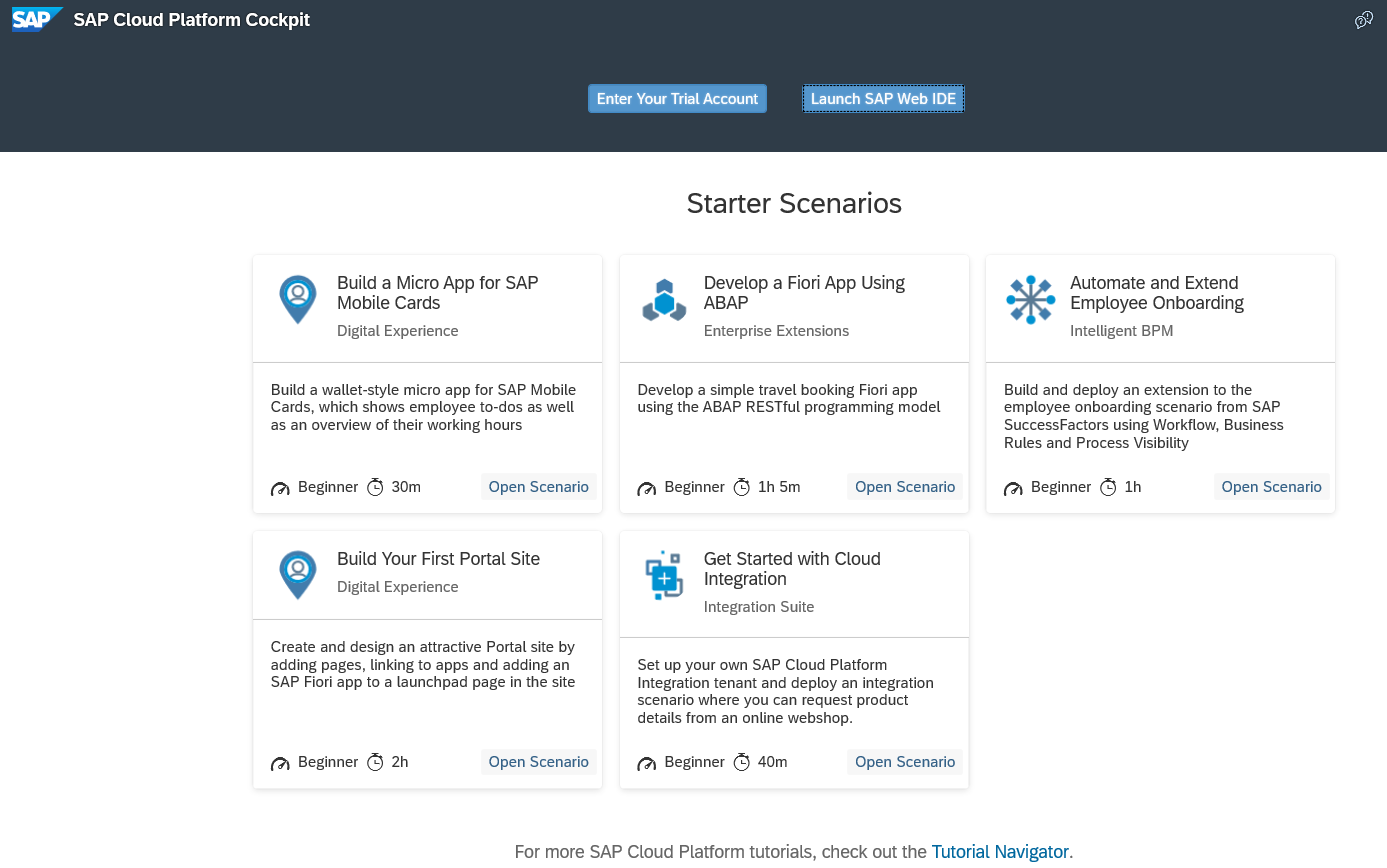 SAP SAP Cloud Platform Cockpit
Enter Your Trial Account Launch SAP Web IDE
Starter Scenarios
Build a Micro App for SAP
Mobile Cards
Digital Experience
Build a wallet-style micro app for SAP Mobile
Cards, which shows employee to-dos as well
as an overview of their working hours
Beginner 30m Open Scenario
Develop a Fiori App Using
ABAP
Enterprise Extensions
Develop a simple travel booking Fiori app
using the ABAP RESTful programming model
Beginner 1h 5m Open Scenario
Automate and Extend
Employee Onboarding
Intelligent BPM
Build and deploy an extension to the
employee onboarding scenario from SAP
SuccessFactors using Workflow, Business
Rules and Process Visibility
Beginner 1h Open Scenario
Build Your First Portal Site
Digital Experience
Create and design an attractive Portal site by
adding pages, linking to apps and adding an
SAP Fiori app to a launchpad page in the site
Beginner 2h Open Scenario
Get Started with Cloud
Integration
Integration Suite
Set up your own SAP Cloud Platform
Integration tenant and deploy an integration
scenario where you can request product
details from an online webshop.
Beginner 40m Open Scenario
For more SAP Cloud Platform tutorials, check out the Tutorial Navigator.